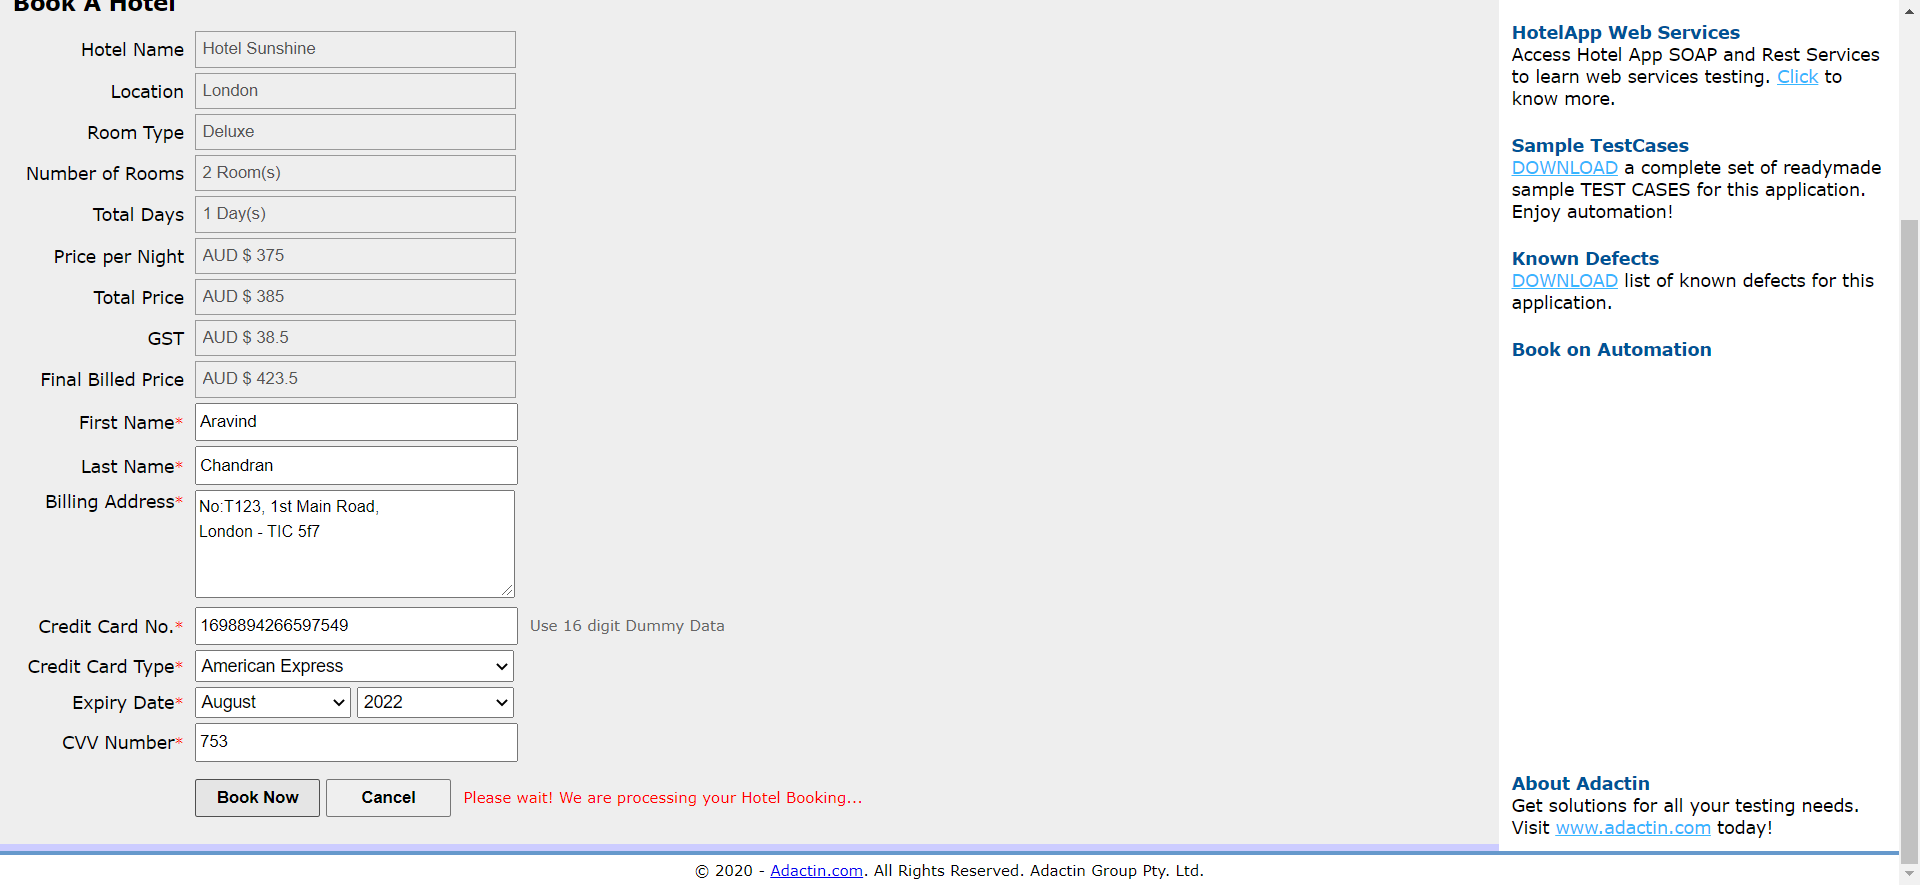 Book A Hotel
Hotel Name Hotel Sunshine
Location London
Room Type Deluxe
Number of Rooms 2 Room(s)
Total Days 1 Day(s)
Price per Night AUD $ 375
Total Price AUD $ 385
GST AUD $ 38.5
Final Billed Price AUD $ 423.5
First Name* Aravind
Last Name* Chandran
Billing Address* No:T123, 1st Main Road,
London - TIC 5f7
Credit Card No.* 1698894266597549 Use 16 digit Dummy Data
Credit Card Type* American Express
Expiry Date* August 2022
CVV Number* 753
Book Now Cancel Please wait! We are processing your Hotel Booking...
HotelApp Web Services
Access Hotel App SOAP and Rest Services
to learn web services testing. Click to
know more.
Sample TestCases
DOWNLOAD a complete set of readymade
sample TEST CASES for this application.
Enjoy automation!
Known Defects
DOWNLOAD list of known defects for this
application.
Book on Automation
About Adactin
Get solutions for all your testing needs.
Visit www.adactin.com today!
© 2020 - Adactin.com. All Rights Reserved. Adactin Group Pty. Ltd.